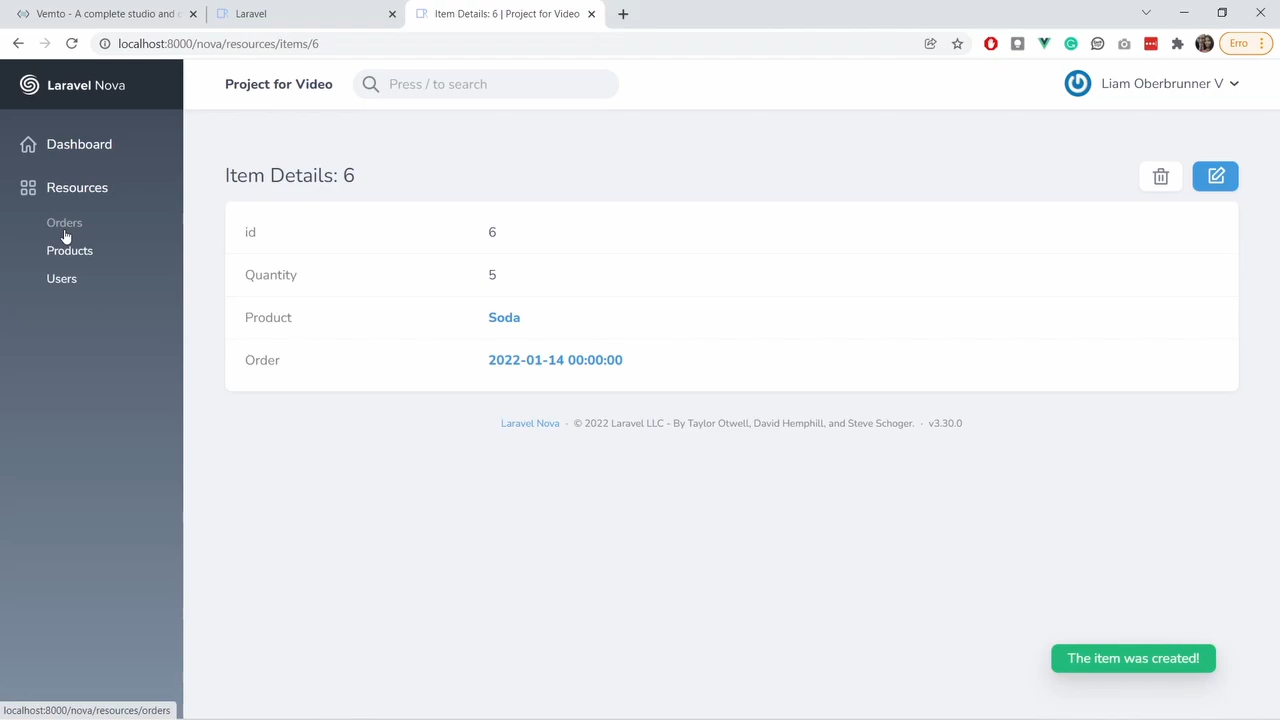 Vemto - A complete studio and c
Laravel
Item Details: 6 | Project for Video
localhost:8000/nova/resources/items/6
Erro
Laravel Nova
Project for Video
Press / to search
Liam Oberbrunner V
Dashboard
Resources
Orders
Products
Users
Item Details: 6
id 6
Quantity 5
Product Soda
Order 2022-01-14 00:00:00
Laravel Nova · © 2022 Laravel LLC - By Taylor Otwell, David Hemphill, and Steve Schoger. · v3.30.0
The item was created!
localhost:8000/nova/resources/orders